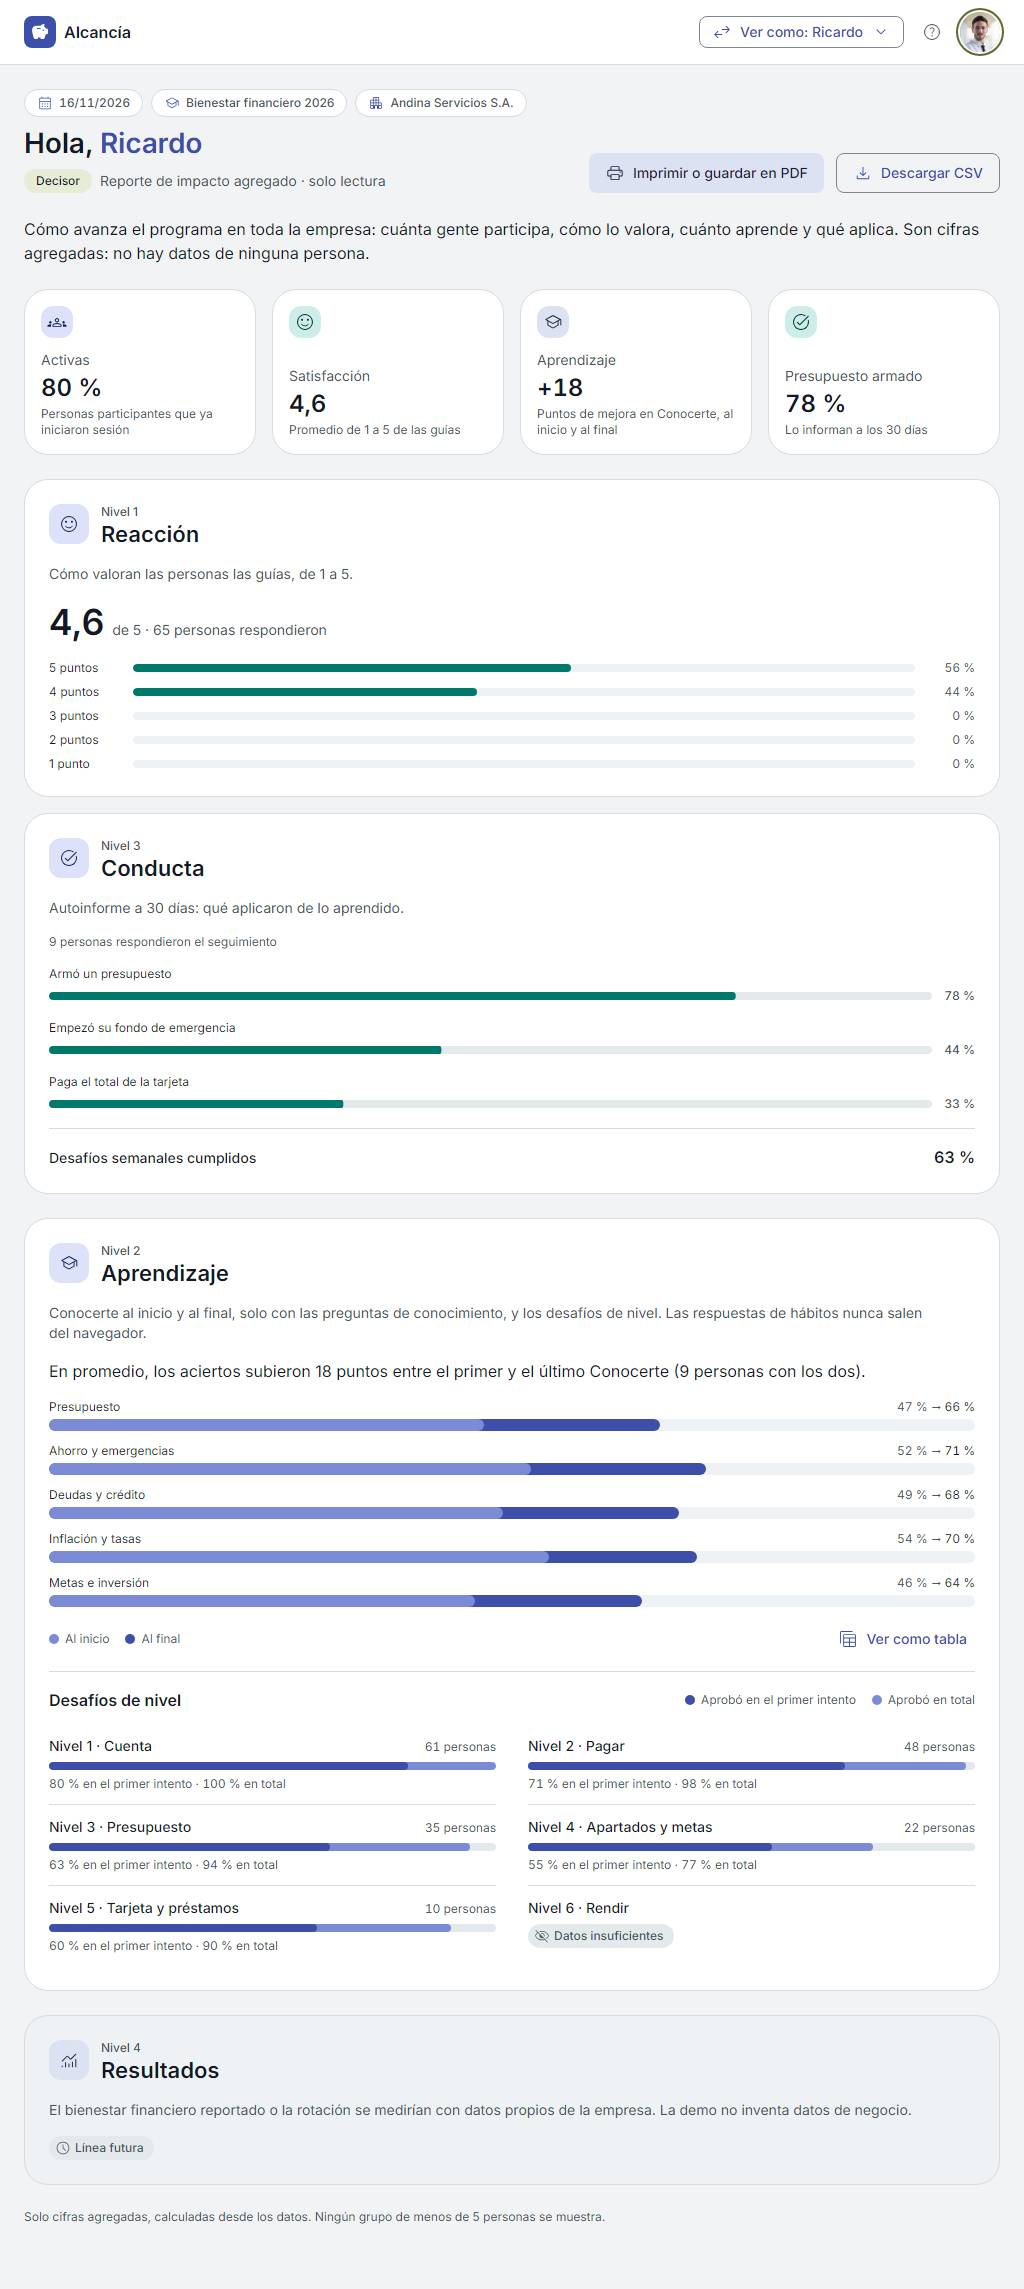 Alcancía
Ver como: Ricardo
16/11/2026
Bienestar financiero 2026
Andina Servicios S.A.
Hola, Ricardo
Decisor
Reporte de impacto agregado · solo lectura
Imprimir o guardar en PDF
Descargar CSV
Cómo avanza el programa en toda la empresa: cuánta gente participa, cómo lo valora, cuánto aprende y qué aplica. Son cifras
agregadas: no hay datos de ninguna persona.
Activas
80 %
Personas participantes que ya
iniciaron sesión
Satisfacción
4,6
Promedio de 1 a 5 de las guías
Aprendizaje
+18
Puntos de mejora en Conocerte, al
inicio y al final
Presupuesto armado
78 %
Lo informan a los 30 días
Nivel 1
Reacción
Cómo valoran las personas las guías, de 1 a 5.
4,6 de 5 · 65 personas respondieron
5 puntos 56 %
4 puntos 44 %
3 puntos 0 %
2 puntos 0 %
1 punto 0 %
Nivel 3
Conducta
Autoinforme a 30 días: qué aplicaron de lo aprendido.
9 personas respondieron el seguimiento
Armó un presupuesto
78 %
Empezó su fondo de emergencia
44 %
Paga el total de la tarjeta
33 %
Desafíos semanales cumplidos 63 %
Nivel 2
Aprendizaje
Conocerte al inicio y al final, solo con las preguntas de conocimiento, y los desafíos de nivel. Las respuestas de hábitos nunca salen
del navegador.
En promedio, los aciertos subieron 18 puntos entre el primer y el último Conocerte (9 personas con los dos).
Presupuesto 47 % → 66 %
Ahorro y emergencias 52 % → 71 %
Deudas y crédito 49 % → 68 %
Inflación y tasas 54 % → 70 %
Metas e inversión 46 % → 64 %
Al inicio Al final
Ver como tabla
Desafíos de nivel
Aprobó en el primer intento Aprobó en total
Nivel 1 · Cuenta 61 personas
80 % en el primer intento · 100 % en total
Nivel 2 · Pagar 48 personas
71 % en el primer intento · 98 % en total
Nivel 3 · Presupuesto 35 personas
63 % en el primer intento · 94 % en total
Nivel 4 · Apartados y metas 22 personas
55 % en el primer intento · 77 % en total
Nivel 5 · Tarjeta y préstamos 10 personas
60 % en el primer intento · 90 % en total
Nivel 6 · Rendir
Datos insuficientes
Nivel 4
Resultados
El bienestar financiero reportado o la rotación se medirían con datos propios de la empresa. La demo no inventa datos de negocio.
Línea futura
Solo cifras agregadas, calculadas desde los datos. Ningún grupo de menos de 5 personas se muestra.